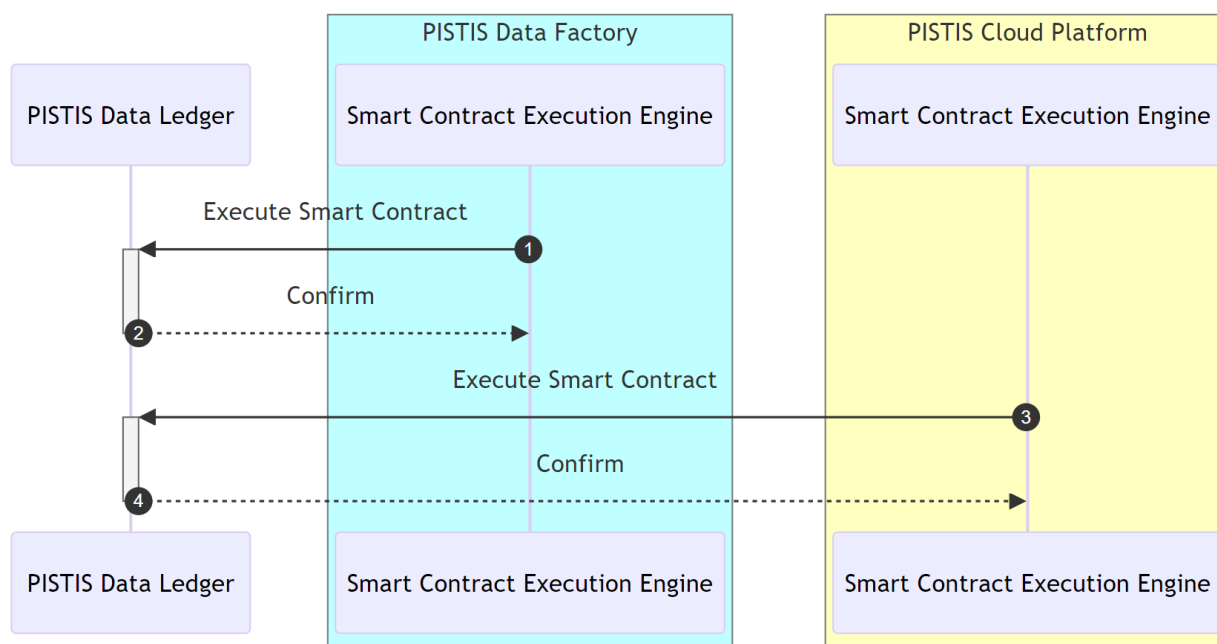 PISTIS Data Factory
PISTIS Cloud Platform
PISTIS Data Ledger
Smart Contract Execution Engine
Smart Contract Execution Engine
Execute Smart Contract
1
Confirm
2
Execute Smart Contract
3
Confirm
4
PISTIS Data Ledger
Smart Contract Execution Engine
Smart Contract Execution Engine